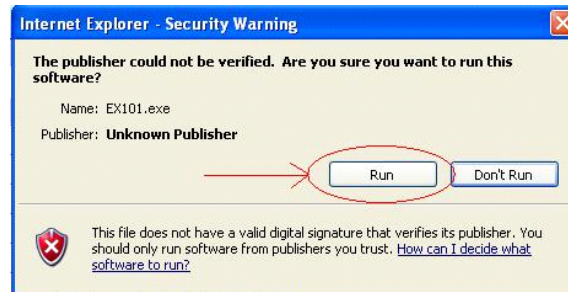 Internet Explorer - Security Warning
The publisher could not be verified. Are you sure you want to run this
software?
Name: EX101.exe
Publisher: Unknown Publisher
Run
Don't Run
This file does not have a valid digital signature that verifies its publisher. You
should only run software from publishers you trust. How can I decide what
software to run?